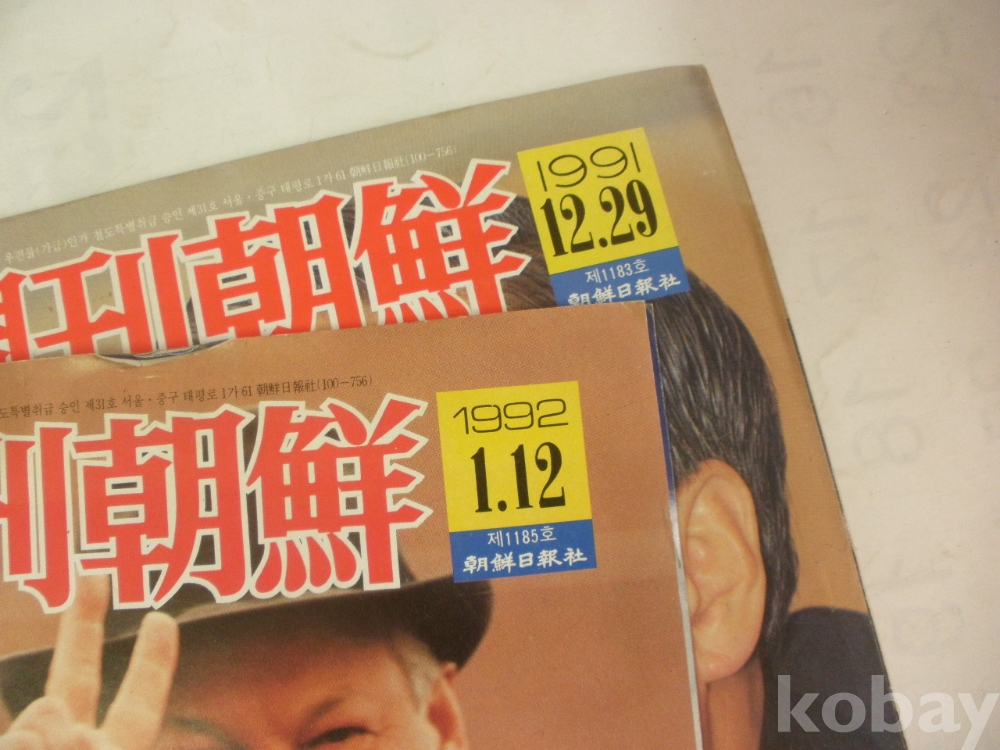 우편물(가급)인가 철도특별취급 승인 제31호 서울·중구 태평로 1가 61 朝鮮日報社(100-756)
週刊朝鮮
1991
12.29
제1183호
朝鮮日報社
도특별취급 승인 제31호 서울·중구 태평로 1가 61 朝鮮日報社(100-756)
刊朝鮮
1992
1.12
제1185호
朝鮮日報社
kobay